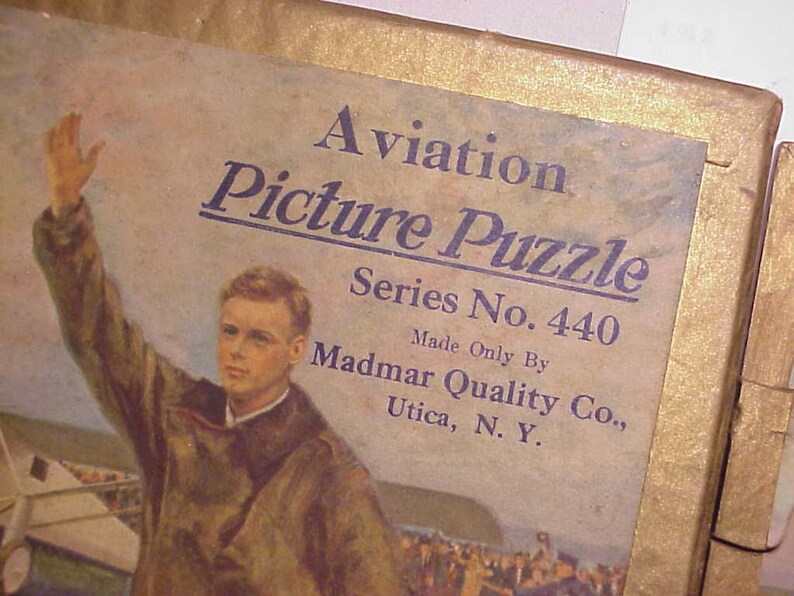 Aviation
Picture Puzzle
Series No. 440
Made Only By
Madmar Quality Co.,
Utica, N. Y.